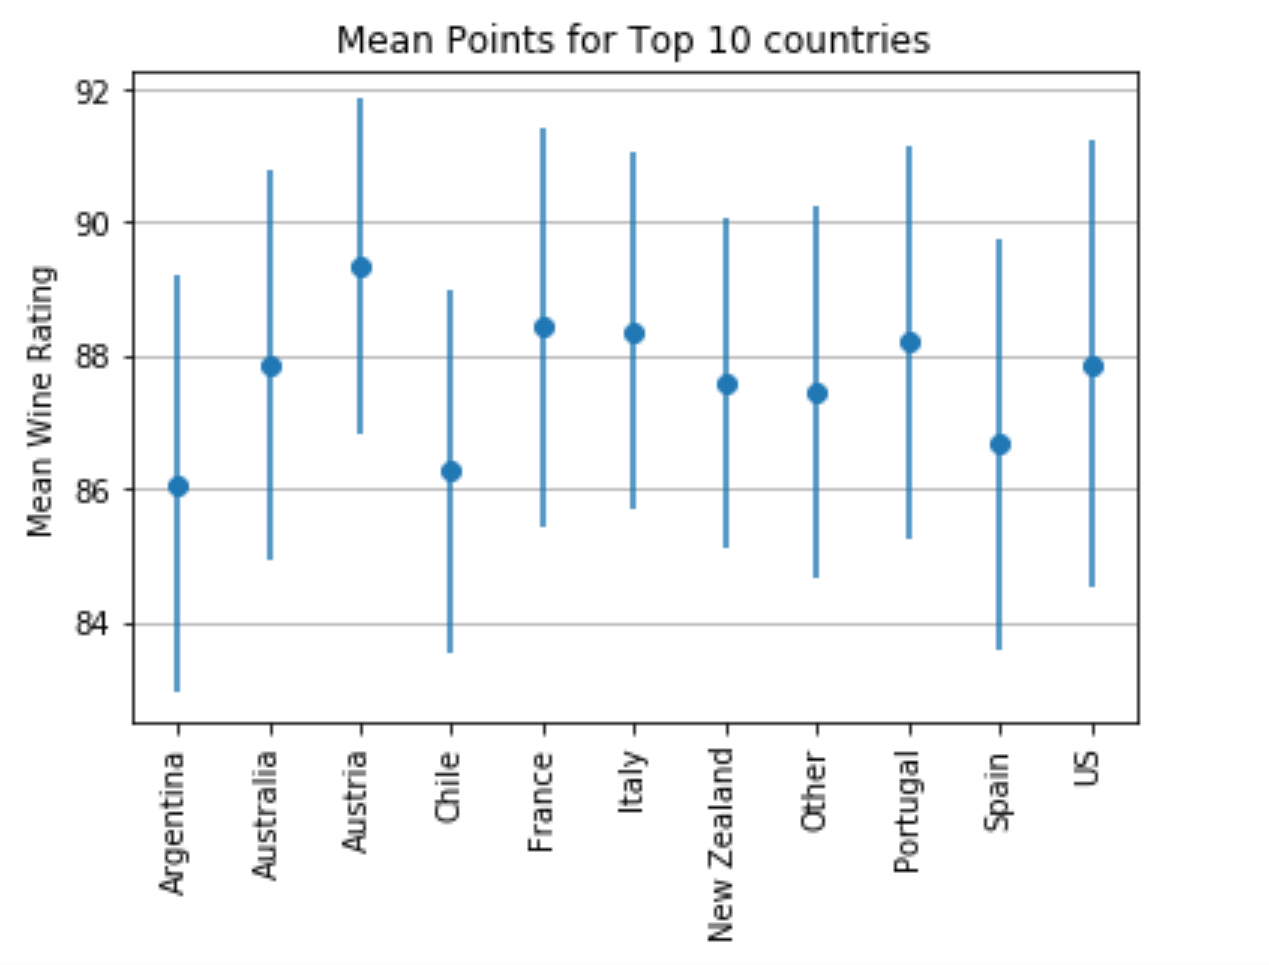 Mean Points for Top 10 countries
92
90
88
86
84
Mean Wine Rating
Argentina
Australia
Austria
Chile
France
Italy
New Zealand
Other
Portugal
Spain
US